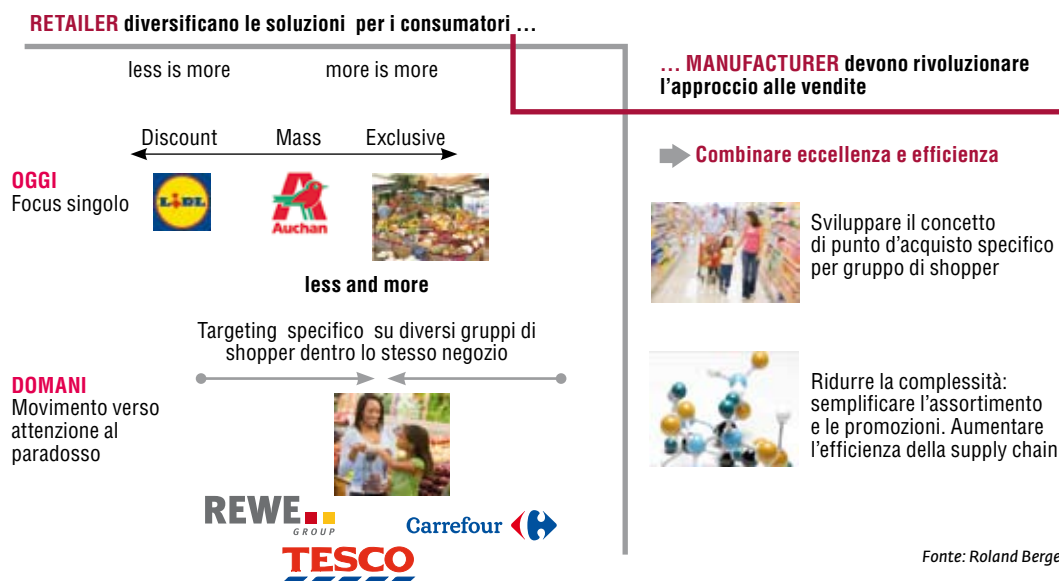 RETAILER diversificano le soluzioni per i consumatori ...
less is more more is more
Discount Mass Exclusive
OGGI
Focus singolo
LIDL
Auchan
less and more
Targeting specifico su diversi gruppi di
shopper dentro lo stesso negozio
DOMANI
Movimento verso
attenzione al
paradosso
REWE
GROUP
Carrefour
TESCO
... MANUFACTURER devono rivoluzionare
l'approccio alle vendite
Combinare eccellenza e efficienza
Sviluppare il concetto
di punto d'acquisto specifico
per gruppo di shopper
Ridurre la complessità:
semplificare l'assortimento
e le promozioni. Aumentare
l'efficienza della supply chain
Fonte: Roland Berge